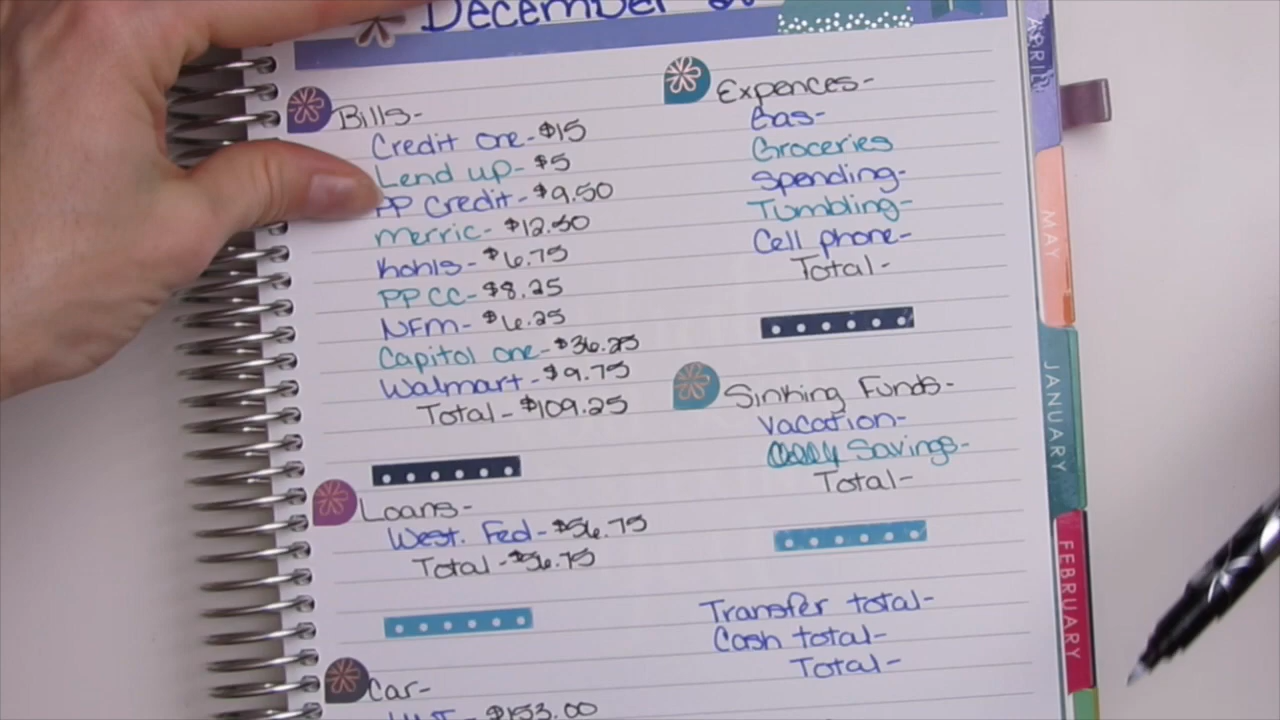 December
Bills-
Credit one-$15
Lend up-$5
PP Credit-$9.50
Merric-$12.50
Kohls-$6.75
PP CC-$8.25
NFM-$6.25
Capitol one-$36.25
Walmart-$9.75
Total-$109.25
Loans-
West. Fed-$56.75
Total-$56.75
Car-
$153.00
Expences-
Gas-
Groceries
Spending-
Tumbling-
Cell phone-
Total-
Sinking Funds-
Vacation-
Savings-
Total-
Transfer total-
Cash total-
Total-
APRIL
MAY
JANUARY
FEBRUARY